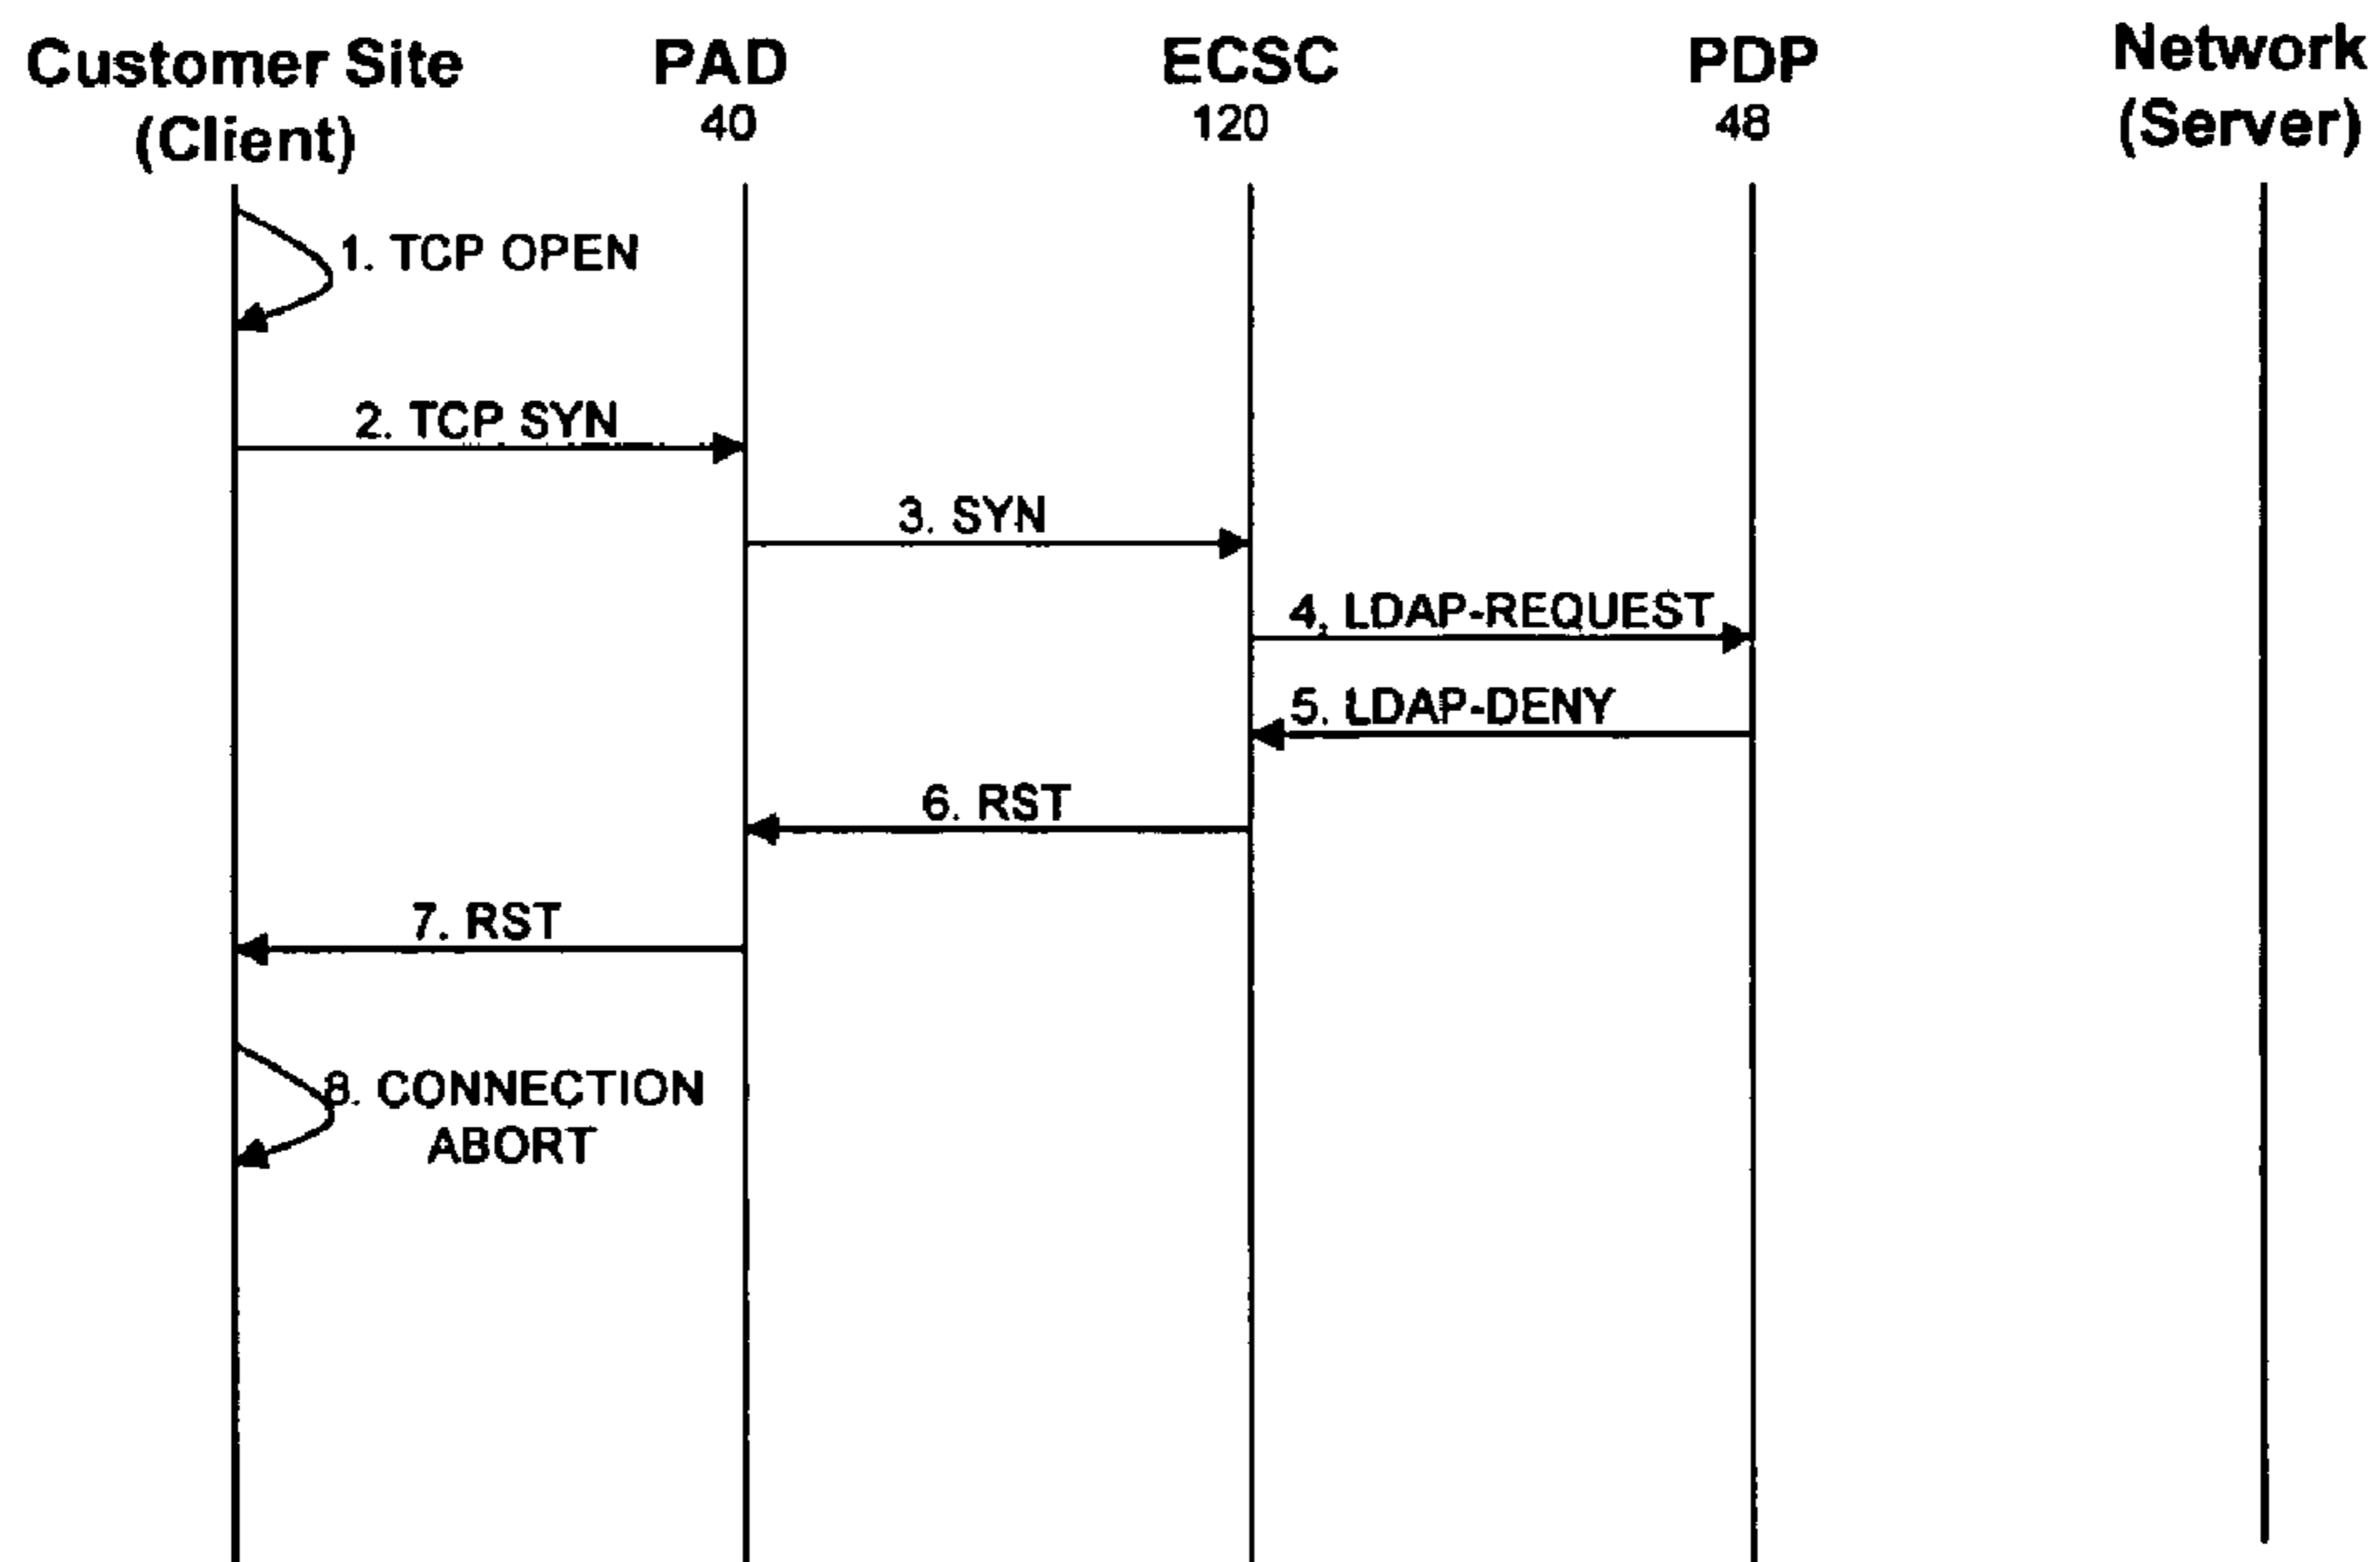 Customer Site
(Client)
PAD
40
ECSC
120
PDP
48
Network
(Server)
1. TCP OPEN
2. TCP SYN
3. SYN
4. LDAP-REQUEST
5. LDAP-DENY
6. RST
7. RST
8. CONNECTION
ABORT